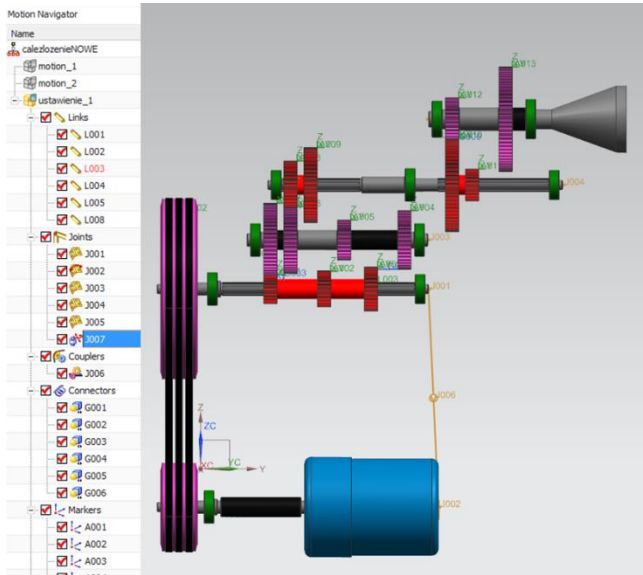 Motion Navigator
Name
calezlozenieNOWE
motion_1
motion_2
ustawienie_1
Links
L001
L002
L003
L004
L005
L008
Joints
J001
J002
J003
J004
J005
J007
Couplers
J006
Connectors
G001
G002
G003
G004
G005
G006
Markers
A001
A002
A003
J004
J003
J001
J006
J002
Z
ZC
XC
YC
Y